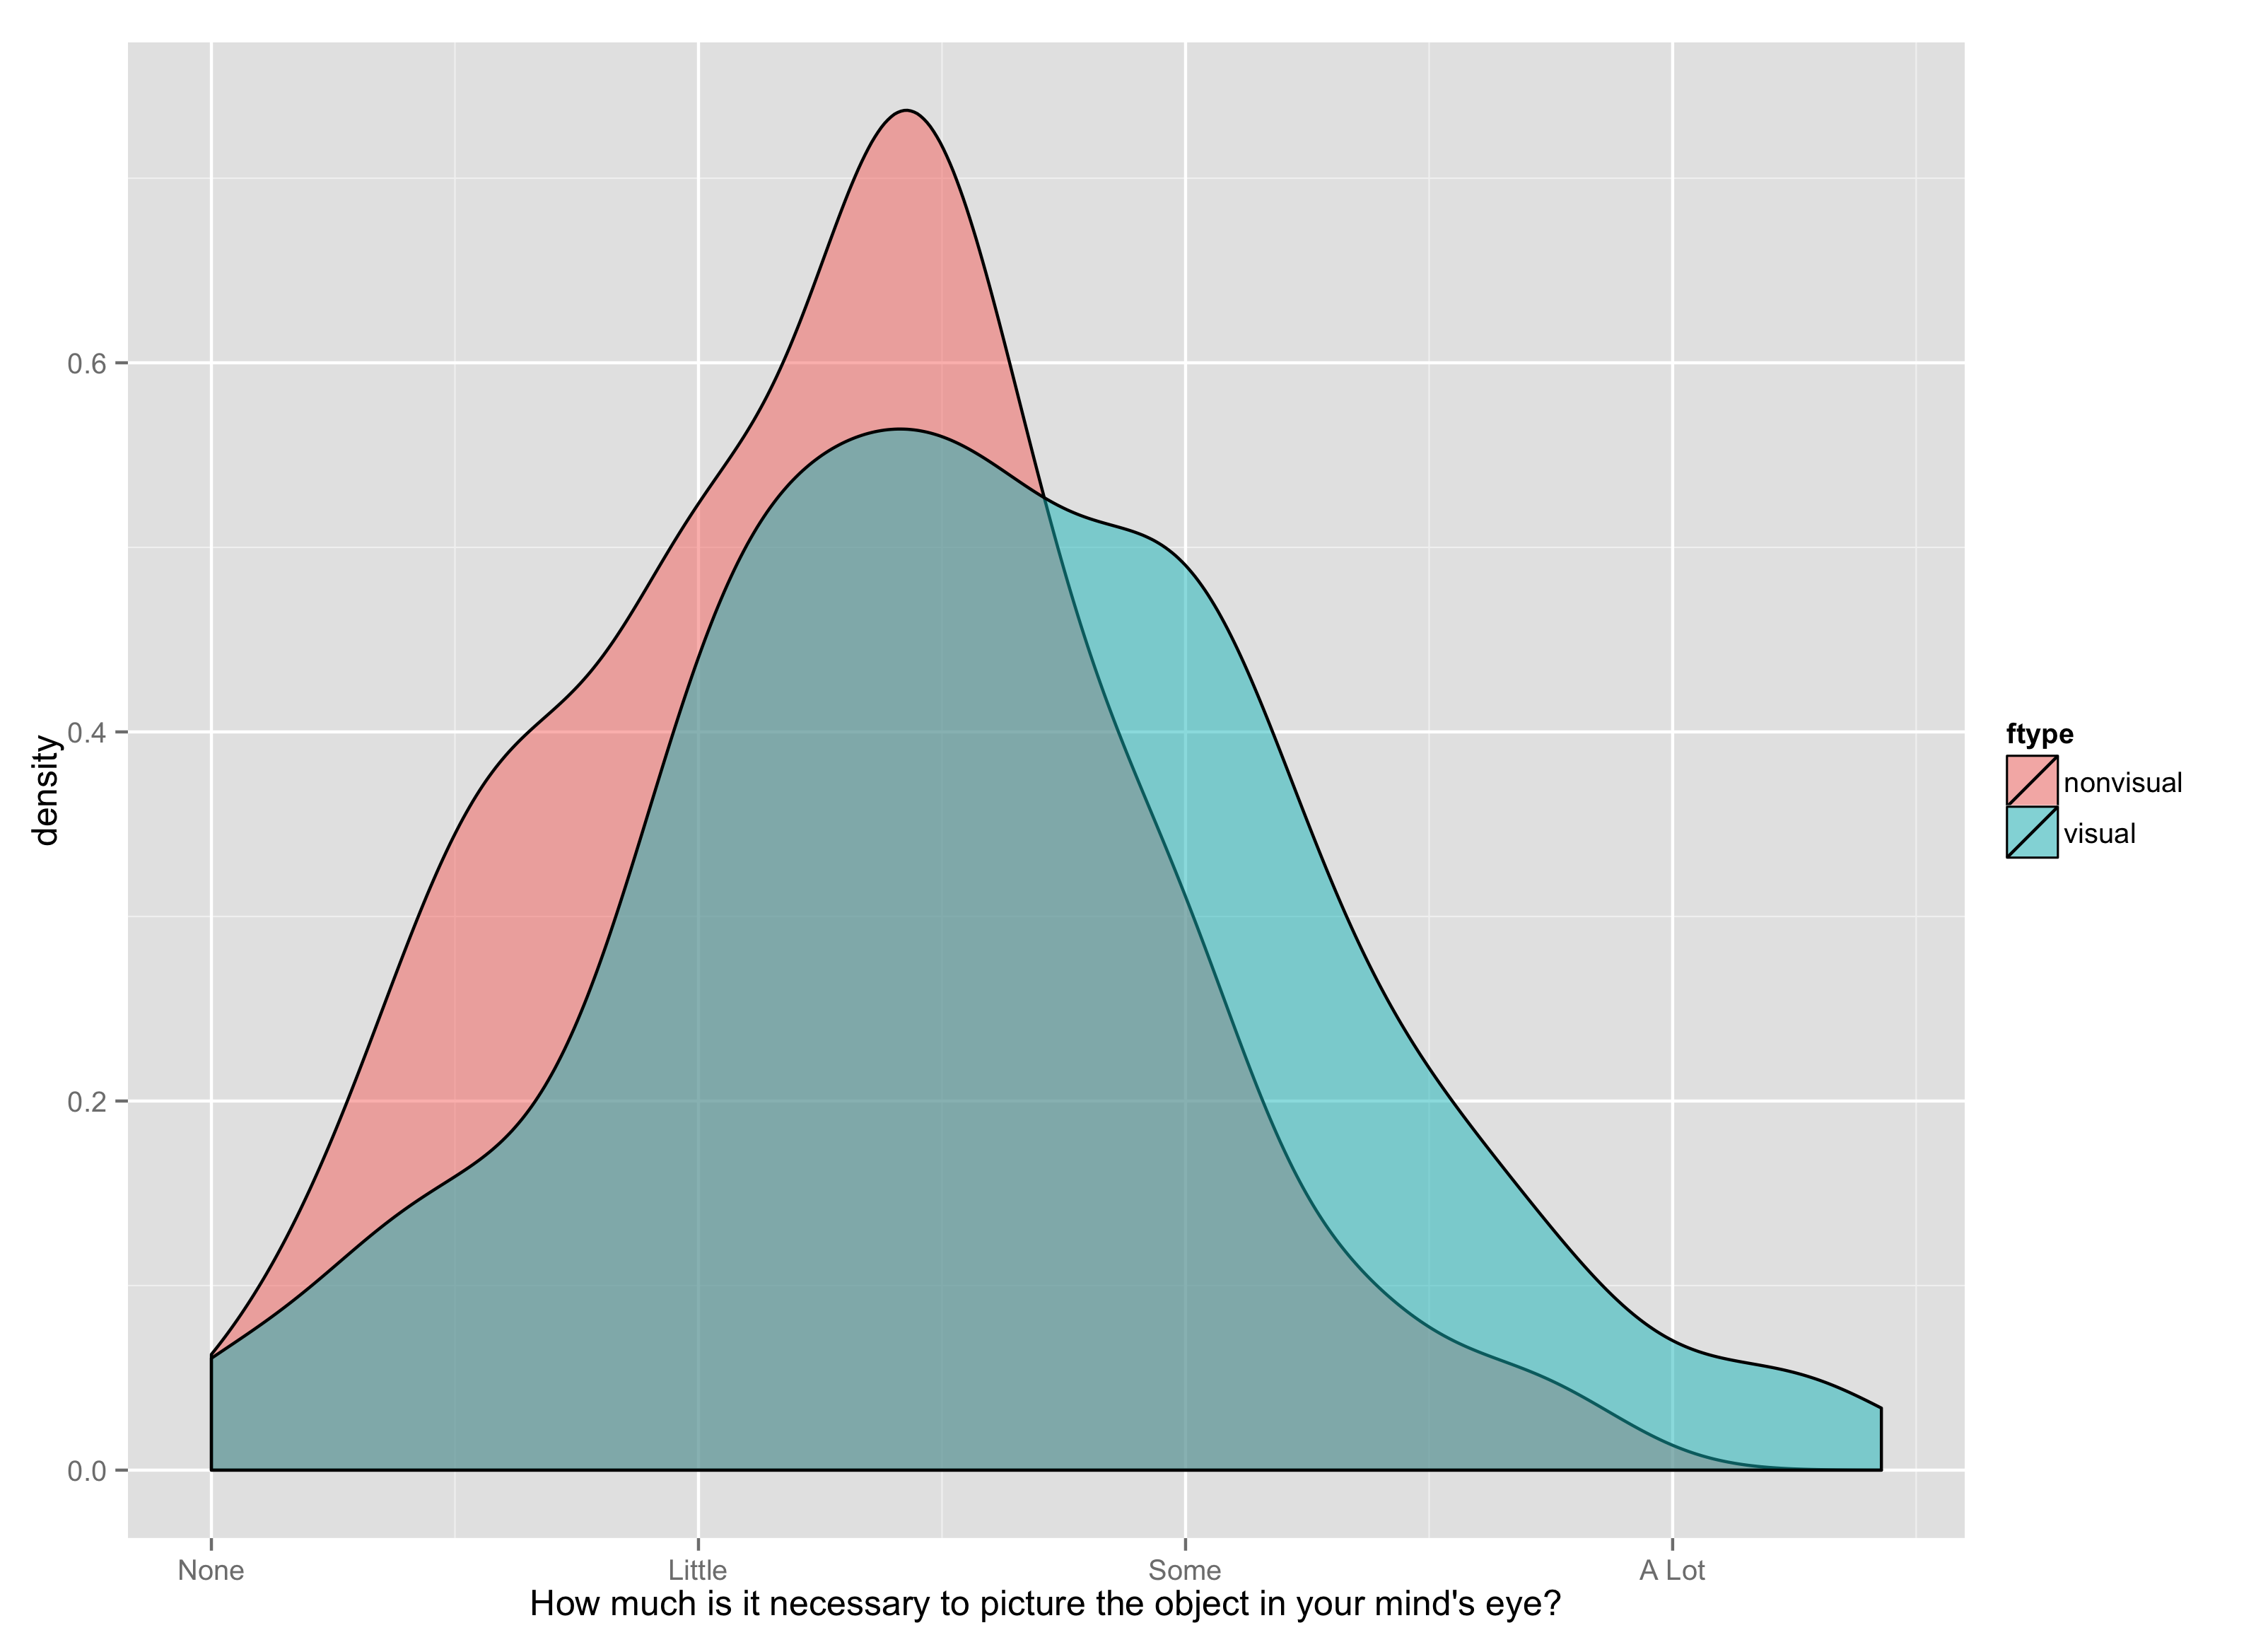 0.6
0.4
0.2
0.0
density
None
Little
Some
A Lot
How much is it necessary to picture the object in your mind's eye?
ftype
nonvisual
visual